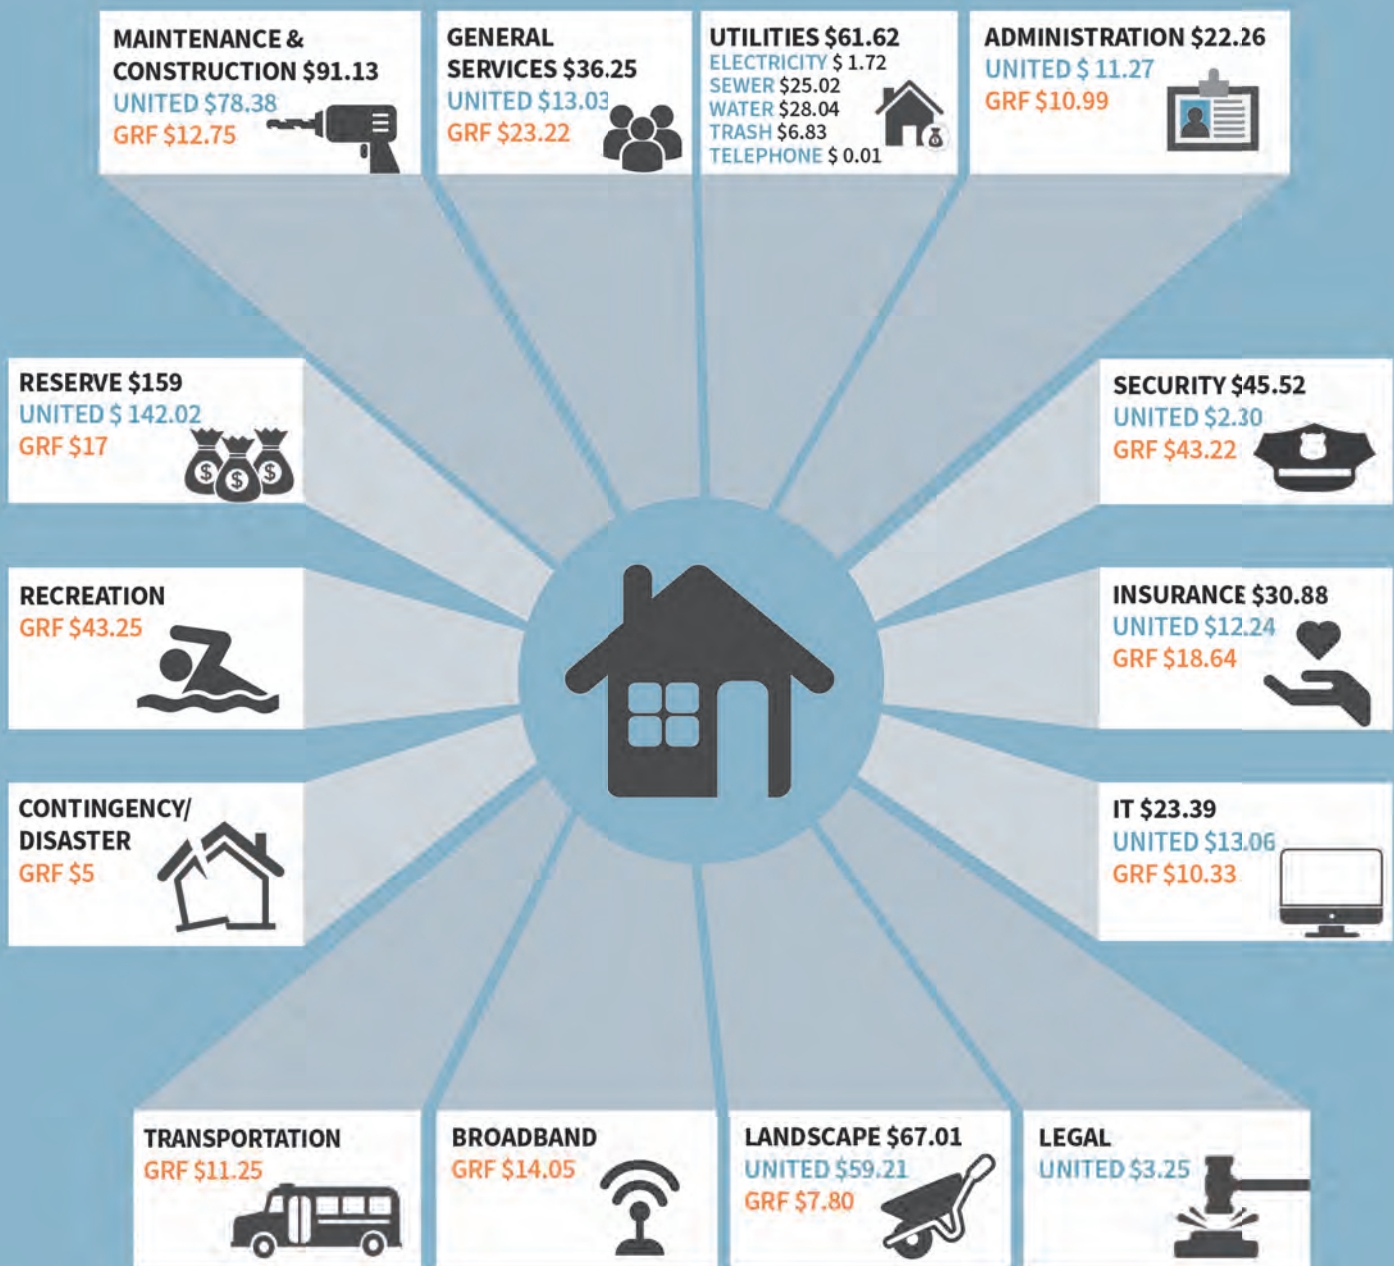 MAINTENANCE &
CONSTRUCTION $91.13
UNITED $78.38
GRF $12.75
GENERAL
SERVICES $36.25
UNITED $13.03
GRF $23.22
UTILITIES $61.62
ELECTRICITY $ 1.72
SEWER $25.02
WATER $28.04
TRASH $6.83
TELEPHONE $ 0.01
ADMINISTRATION $22.26
UNITED $ 11.27
GRF $10.99
RESERVE $159
UNITED $ 142.02
GRF $17
$ $ $
SECURITY $45.52
UNITED $2.30
GRF $43.22
RECREATION
GRF $43.25
INSURANCE $30.88
UNITED $12.24
GRF $18.64
CONTINGENCY/
DISASTER
GRF $5
IT $23.39
UNITED $13.06
GRF $10.33
TRANSPORTATION
GRF $11.25
BROADBAND
GRF $14.05
LANDSCAPE $67.01
UNITED $59.21
GRF $7.80
LEGAL
UNITED $3.25